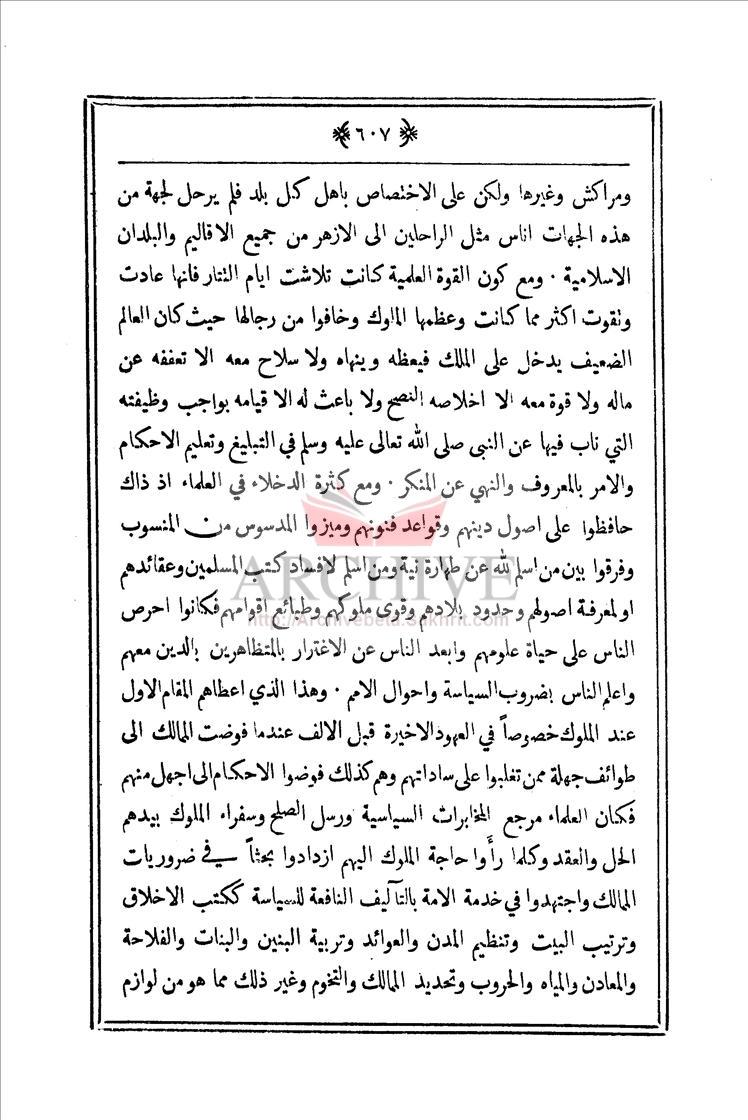 ﴿٦٠٧﴾
ومراكش وغيرها ولكن على الاختصاص باهل كل بلد فلم يرحل لجهة من
هذه الجهات اناس مثل الراحلين الى الازهر من جميع الاقاليم والبلدان
الاسلامية ٠ ومع كون القوة العلمية كانت تلاشت ايام التتار فانها عادت
وتقوت اكثر مما كانت وعظمها الملوك وخافوا من رجالها حيث كان العالم
الضعيف يدخل على الملك فيعظه وينهاه ولا سلاح معه الا تعففه عن
ماله ولا قوة معه الا اخلاصه النصح ولا باعث له الا قيامه بواجب وظيفته
التي ناب فيها عن النبي صلى الله تعالى عليه وسلم في التبليغ وتعليم الاحكام
والامر بالمعروف والنهي عن المنكر ٠ ومع كثرة الدخلاء في العلماء اذ ذاك
حافظوا على اصول دينهم وقواعد فنونهم وميزوا المدسوس من المنسوب
وفرقوا بين من اسلم لله عن طهارة نية ومن اسلم لافساد كتب المسلمين وعقائدهم
او لمعرفة اصولهم وحدود بلادهم وقوى ملوكهم وطبائع اقوامهم فكانوا احرص
الناس على حياة علومهم وابعد الناس عن الاغترار بالمتظاهرين بالدين معهم
واعلم الناس بضروب السياسة واحوال الامم ٠ وهذا الذي اعطاهم المقام الاول
عند الملوك خصوصاً في العهود الاخيرة قبل الالف عندما فوضت الممالك الى
طوائف جهلة ممن تغلبوا على ساداتهم وهم كذلك فوضوا الاحكام الى اجهل منهم
فكان العلماء مرجع المخابرات السياسية ورسل الصلح وسفراء الملوك بيدهم
الحل والعقد وكلما رأوا حاجة الملوك اليهم ازدادوا بحثاً في ضروريات
الممالك واجتهدوا في خدمة الامة بالتآليف النافعة للسياسة ككتب الاخلاق
وترتيب البيت وتنظيم المدن والعوائد وتربية البنين والبنات والفلاحة
والمعادن والمياه والحروب وتحديد الممالك والتخوم وغير ذلك مما هو من لوازم
ARCHIVE
http://Archivebeta.Sakhrit.com